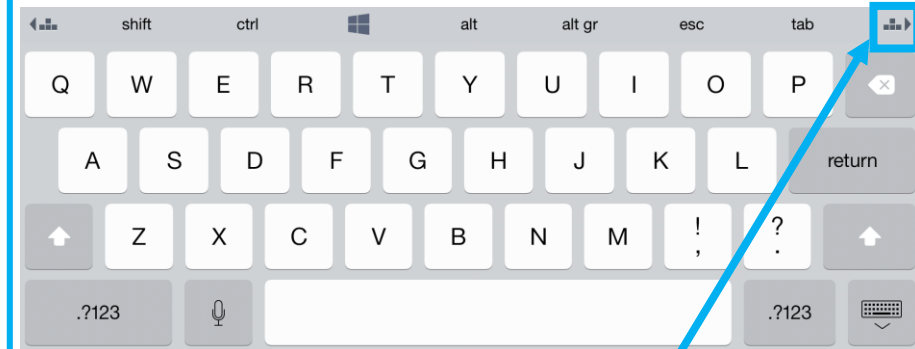 shift ctrl alt alt gr esc tab
Q W E R T Y U I O P
A S D F G H J K L return
Z X C V B N M ! , ? .
.?123 .?123